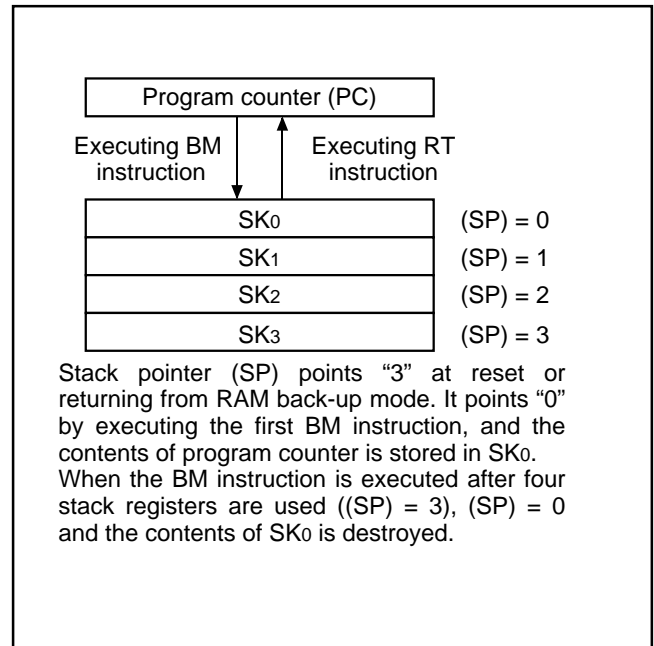 Program counter (PC)
Executing BM instruction
Executing RT instruction
SK0 (SP) = 0
SK1 (SP) = 1
SK2 (SP) = 2
SK3 (SP) = 3
Stack pointer (SP) points “3” at reset or
returning from RAM back-up mode. It points “0”
by executing the first BM instruction, and the
contents of program counter is stored in SK0.
When the BM instruction is executed after four
stack registers are used ((SP) = 3), (SP) = 0
and the contents of SK0 is destroyed.